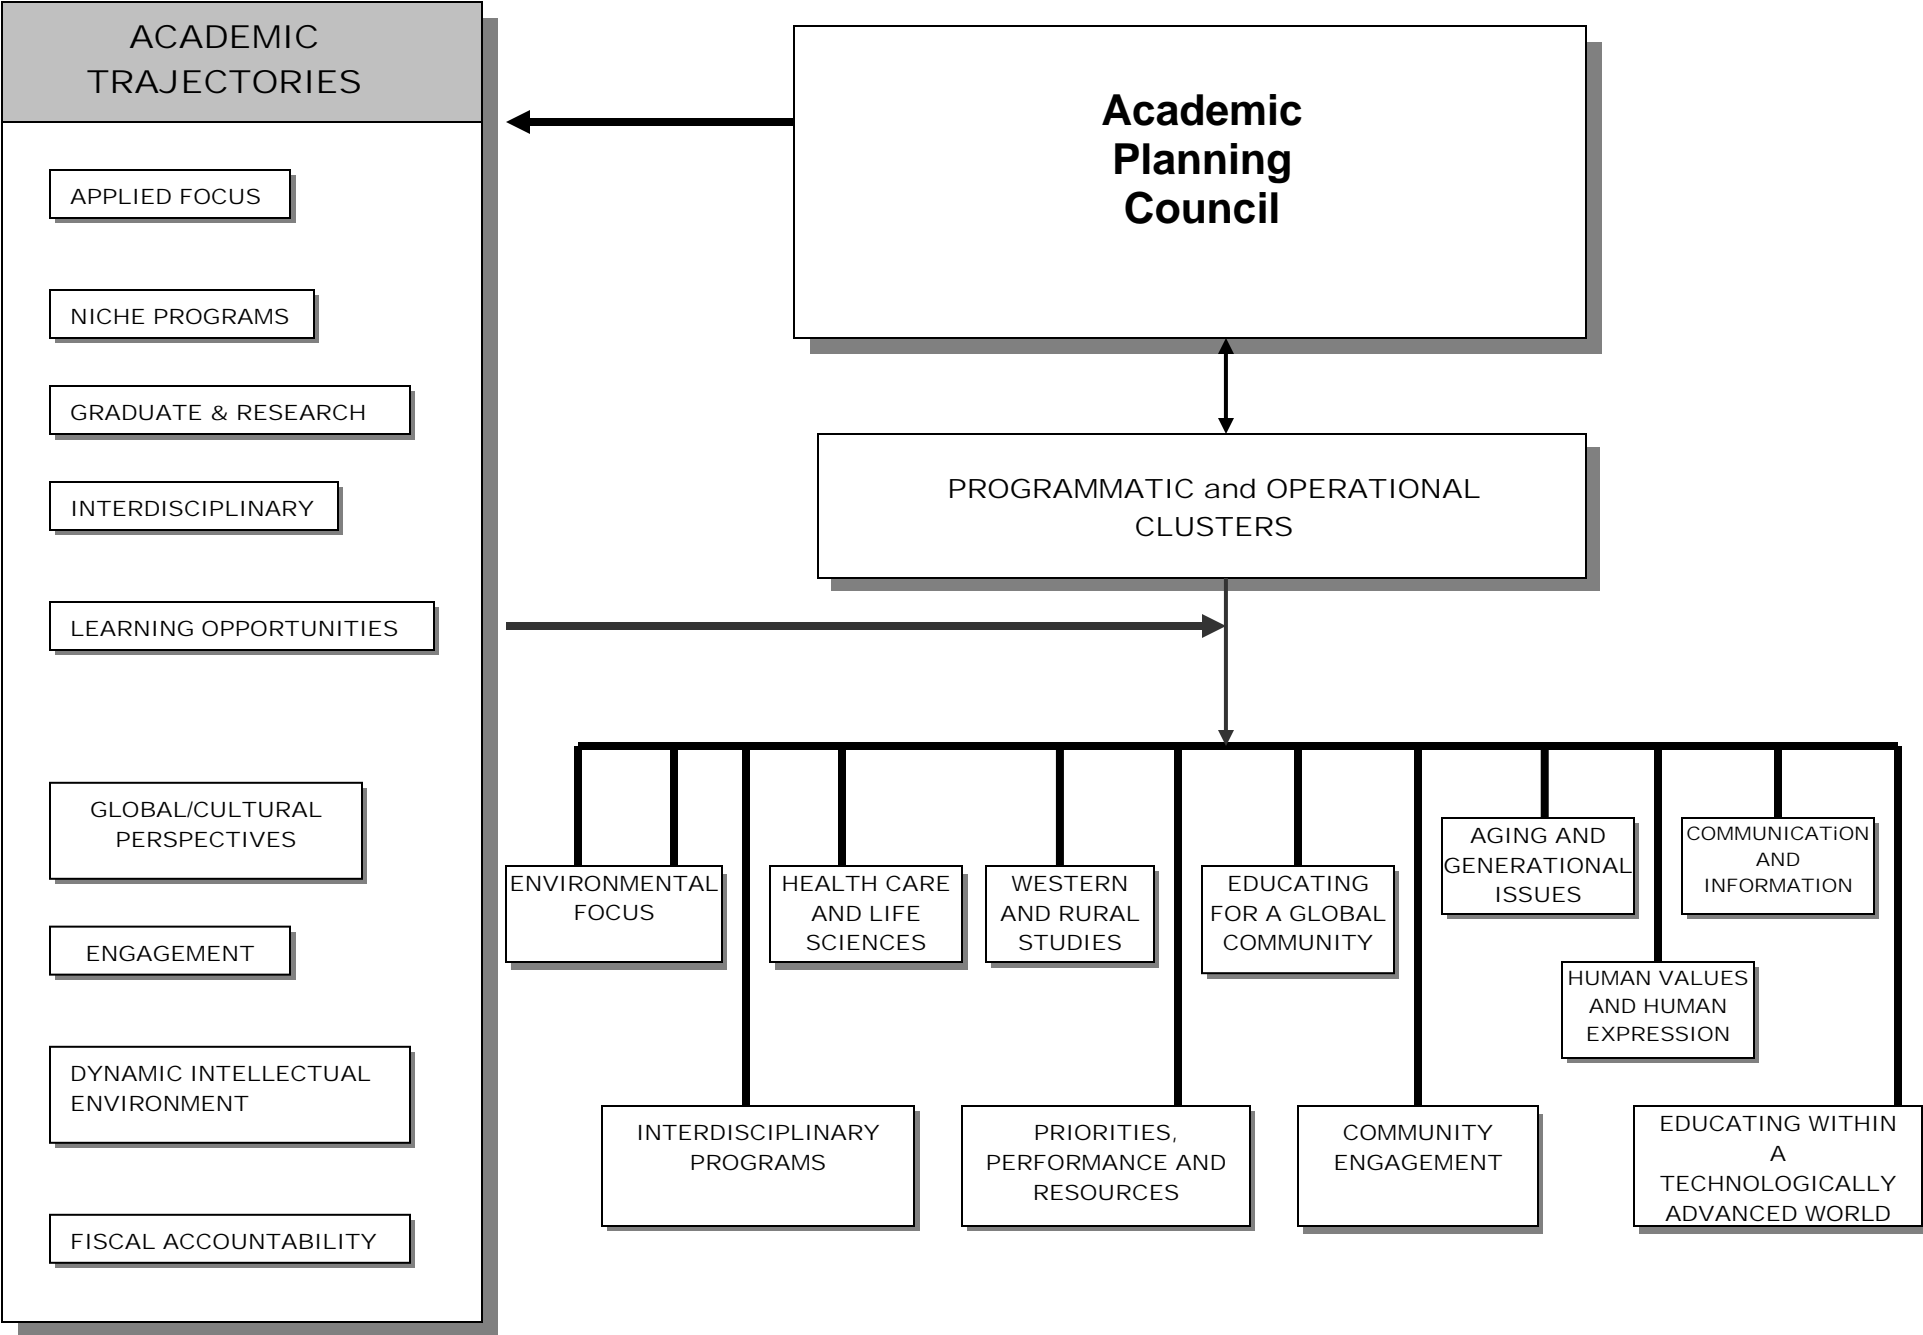 ACADEMIC
TRAJECTORIES
APPLIED FOCUS
NICHE PROGRAMS
GRADUATE & RESEARCH
INTERDISCIPLINARY
LEARNING OPPORTUNITIES
GLOBAL/CULTURAL
PERSPECTIVES
ENGAGEMENT
DYNAMIC INTELLECTUAL
ENVIRONMENT
FISCAL ACCOUNTABILITY
Academic
Planning
Council
PROGRAMMATIC and OPERATIONAL
CLUSTERS
ENVIRONMENTAL
FOCUS
HEALTH CARE
AND LIFE
SCIENCES
WESTERN
AND RURAL
STUDIES
EDUCATING
FOR A GLOBAL
COMMUNITY
AGING AND
GENERATIONAL
ISSUES
COMMUNICATiON
AND
INFORMATION
HUMAN VALUES
AND HUMAN
EXPRESSION
INTERDISCIPLINARY
PROGRAMS
PRIORITIES,
PERFORMANCE AND
RESOURCES
COMMUNITY
ENGAGEMENT
EDUCATING WITHIN
A
TECHNOLOGICALLY
ADVANCED WORLD